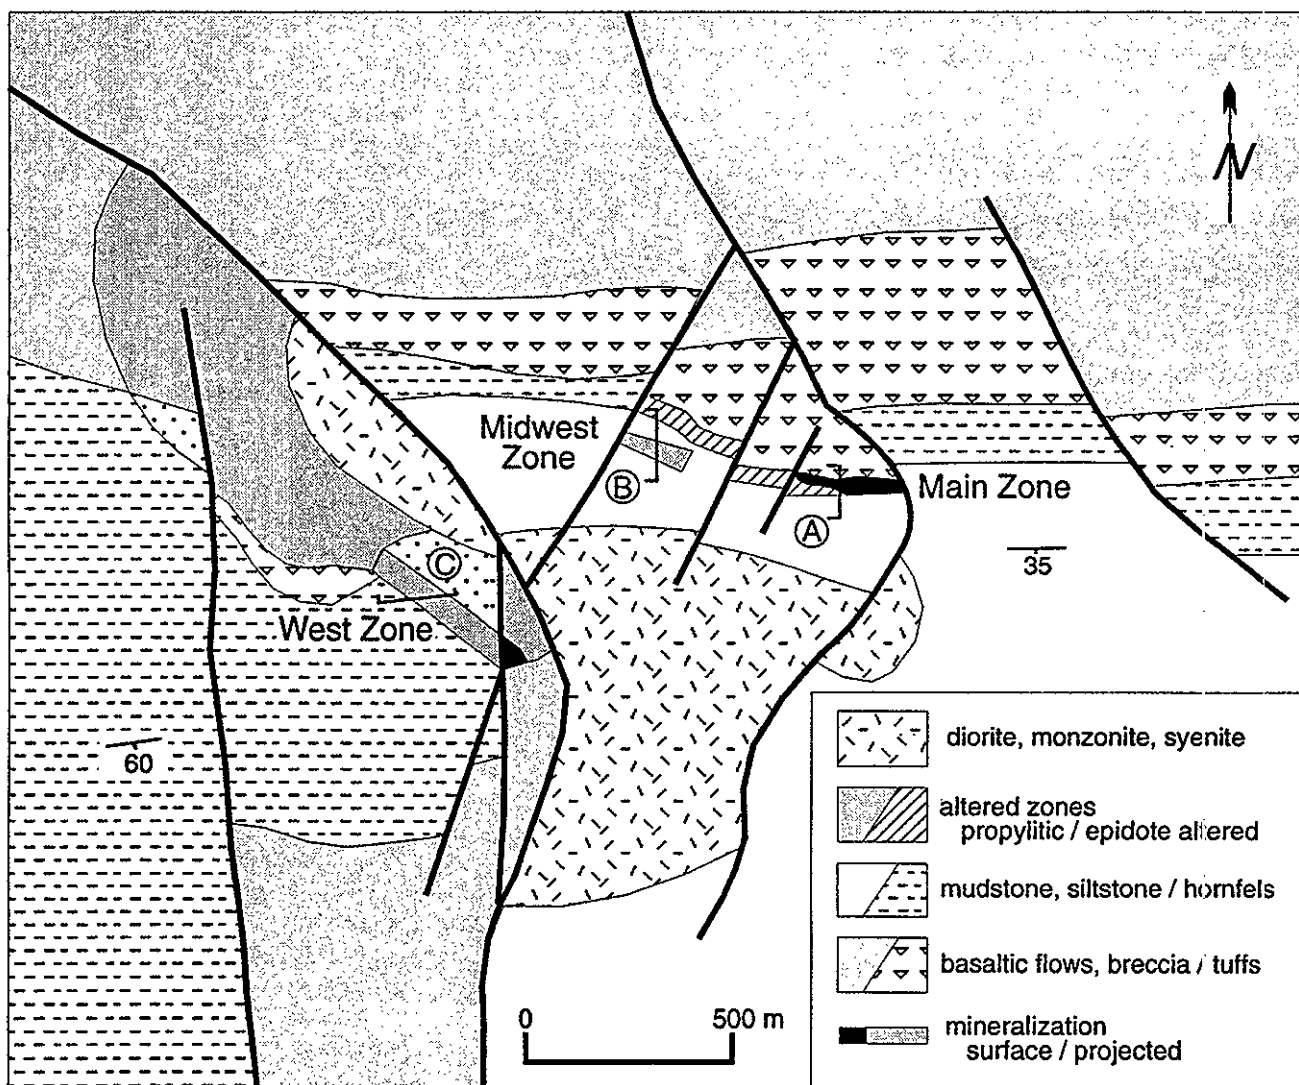 N
Midwest
Zone
B
Main Zone
A
35
C
West Zone
60
diorite, monzonite, syenite
altered zones
propylitic / epidote altered
mudstone, siltstone / hornfels
basaltic flows, breccia / tuffs
mineralization
surface / projected
0 500 m